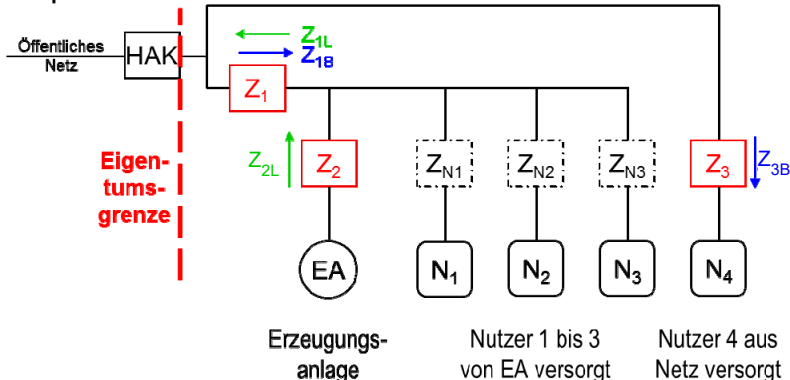 Öffentliches
Netz
HAK
Z1L
Z1B
Z1
Eigen-
tums-
grenze
Z2L
Z2
ZN1
ZN2
ZN3
Z3
Z3B
EA
N1
N2
N3
N4
Erzeugungs-
anlage
Nutzer 1 bis 3
von EA versorgt
Nutzer 4 aus
Netz versorgt